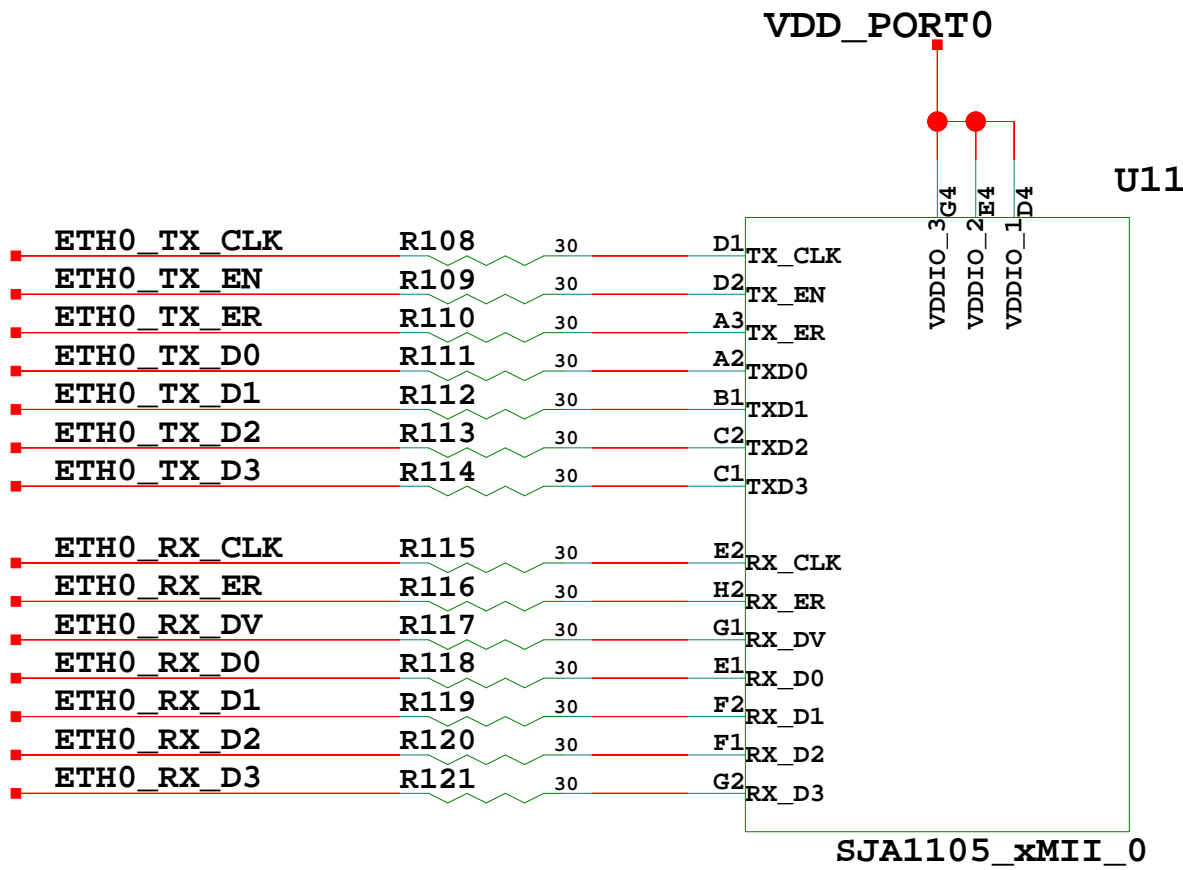 VDD_PORT0
U11
G4 E4 D4
VDDIO_3 VDDIO_2 VDDIO_1
ETH0_TX_CLK R108 30 D1 TX_CLK
ETH0_TX_EN R109 30 D2 TX_EN
ETH0_TX_ER R110 30 A3 TX_ER
ETH0_TX_D0 R111 30 A2 TXD0
ETH0_TX_D1 R112 30 B1 TXD1
ETH0_TX_D2 R113 30 C2 TXD2
ETH0_TX_D3 R114 30 C1 TXD3
ETH0_RX_CLK R115 30 E2 RX_CLK
ETH0_RX_ER R116 30 H2 RX_ER
ETH0_RX_DV R117 30 G1 RX_DV
ETH0_RX_D0 R118 30 E1 RX_D0
ETH0_RX_D1 R119 30 F2 RX_D1
ETH0_RX_D2 R120 30 F1 RX_D2
ETH0_RX_D3 R121 30 G2 RX_D3
SJA1105_xMII_0